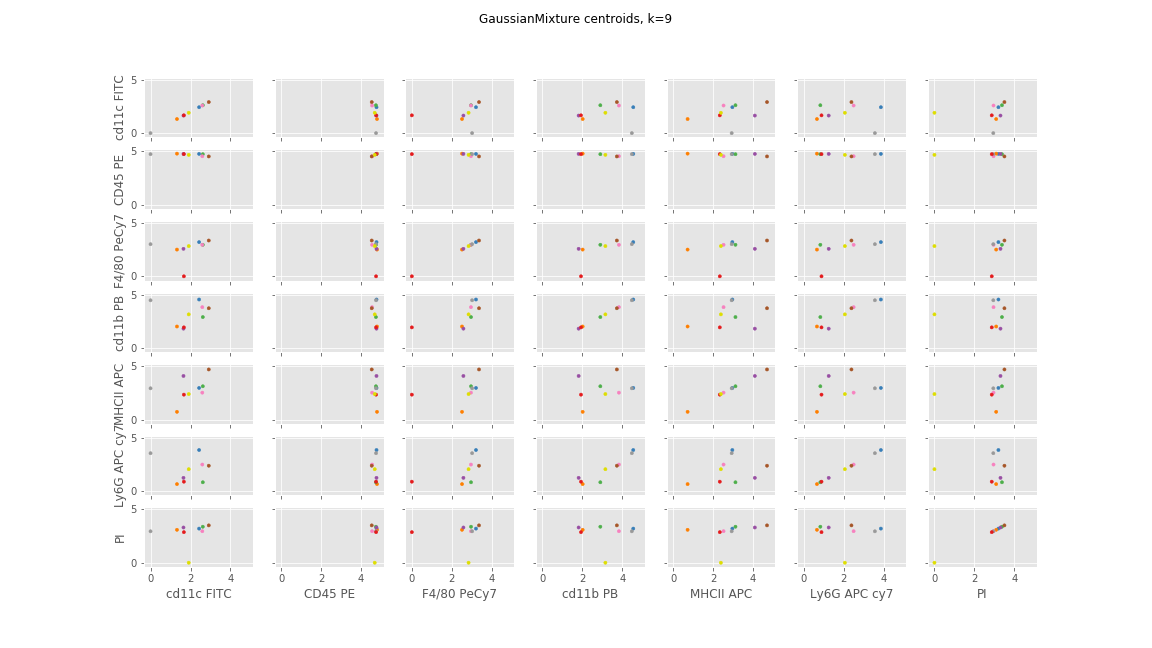 GaussianMixture centroids, k=9
cd11c FITC
5
0
CD45 PE
5
0
F4/80 PeCy7
5
0
cd11b PB
5
0
MHCII APC
5
0
Ly6G APC cy7
5
0
PI
5
0
0 2 4 0 2 4 0 2 4 0 2 4 0 2 4 0 2 4 0 2 4
cd11c FITC CD45 PE F4/80 PeCy7 cd11b PB MHCII APC Ly6G APC cy7 PI